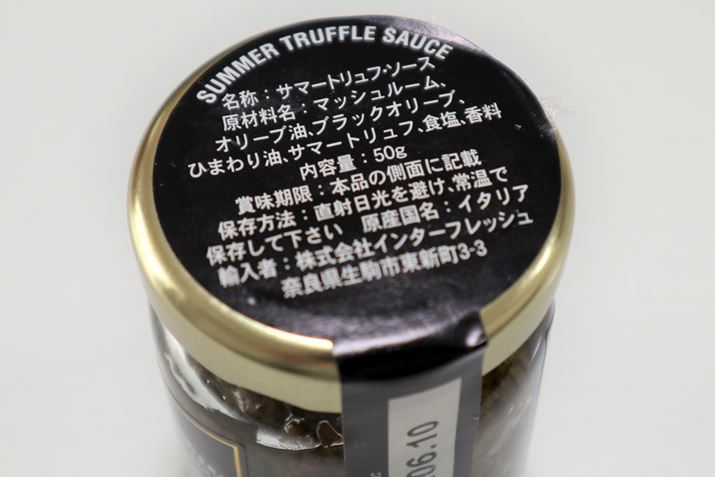 SUMMER TRUFFLE SAUCE
名称：サマートリュフ・ソース
原材料名：マッシュルーム、
オリーブ油、ブラックオリーブ、
ひまわり油、サマートリュフ、食塩、香料
内容量：50g
賞味期限：本品の側面に記載
保存方法：直射日光を避け、常温で
保存して下さい 原産国名：イタリア
輸入者：株式会社インターフレッシュ
奈良県生駒市東新町3-3
06.10